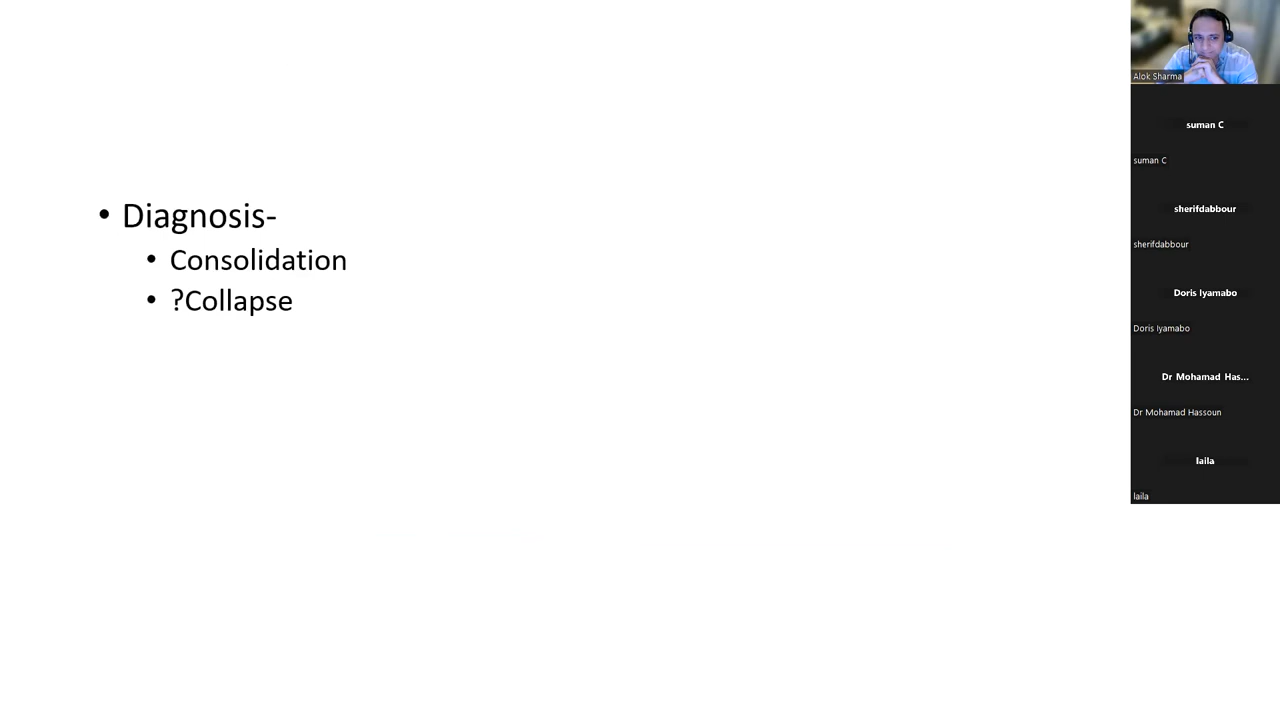 • Diagnosis-
• Consolidation
• ?Collapse
Alok Sharma
suman C
suman C
sherifdabbour
sherifdabbour
Doris Iyamabo
Doris Iyamabo
Dr Mohamad Has...
Dr Mohamad Hassoun
laila
laila